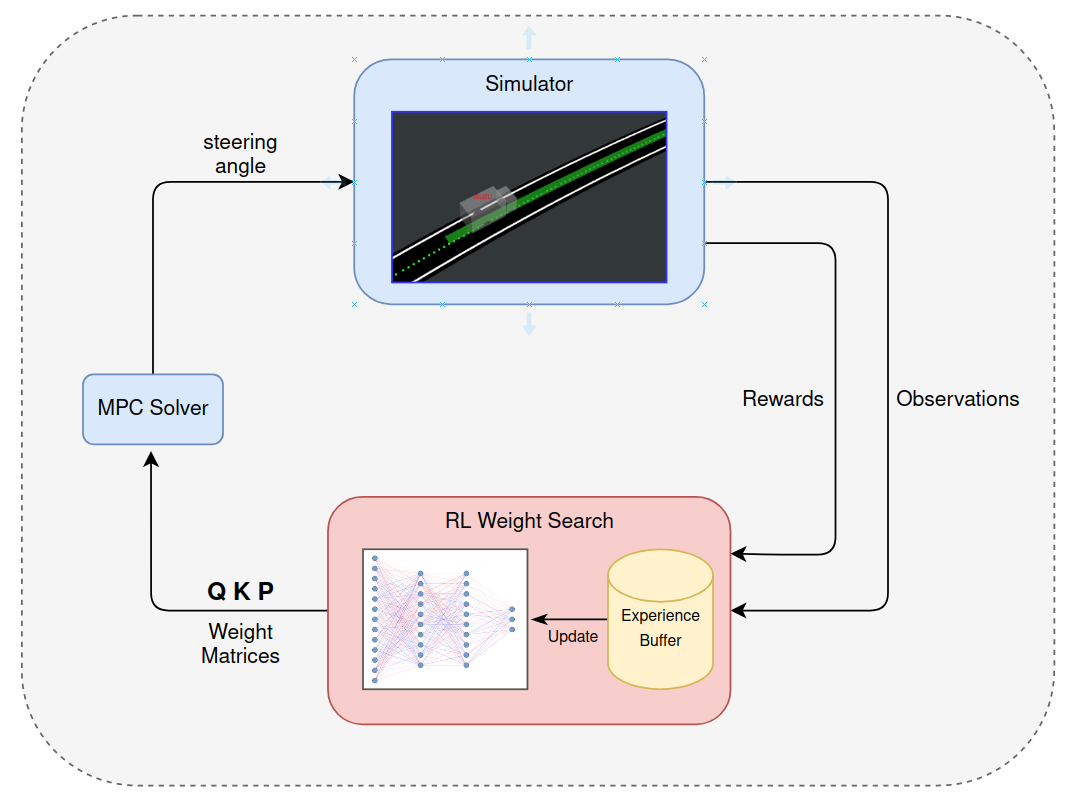 Simulator
steering
angle
MPC Solver
Rewards
Observations
RL Weight Search
Q K P
Weight
Matrices
Experience
Buffer
Update